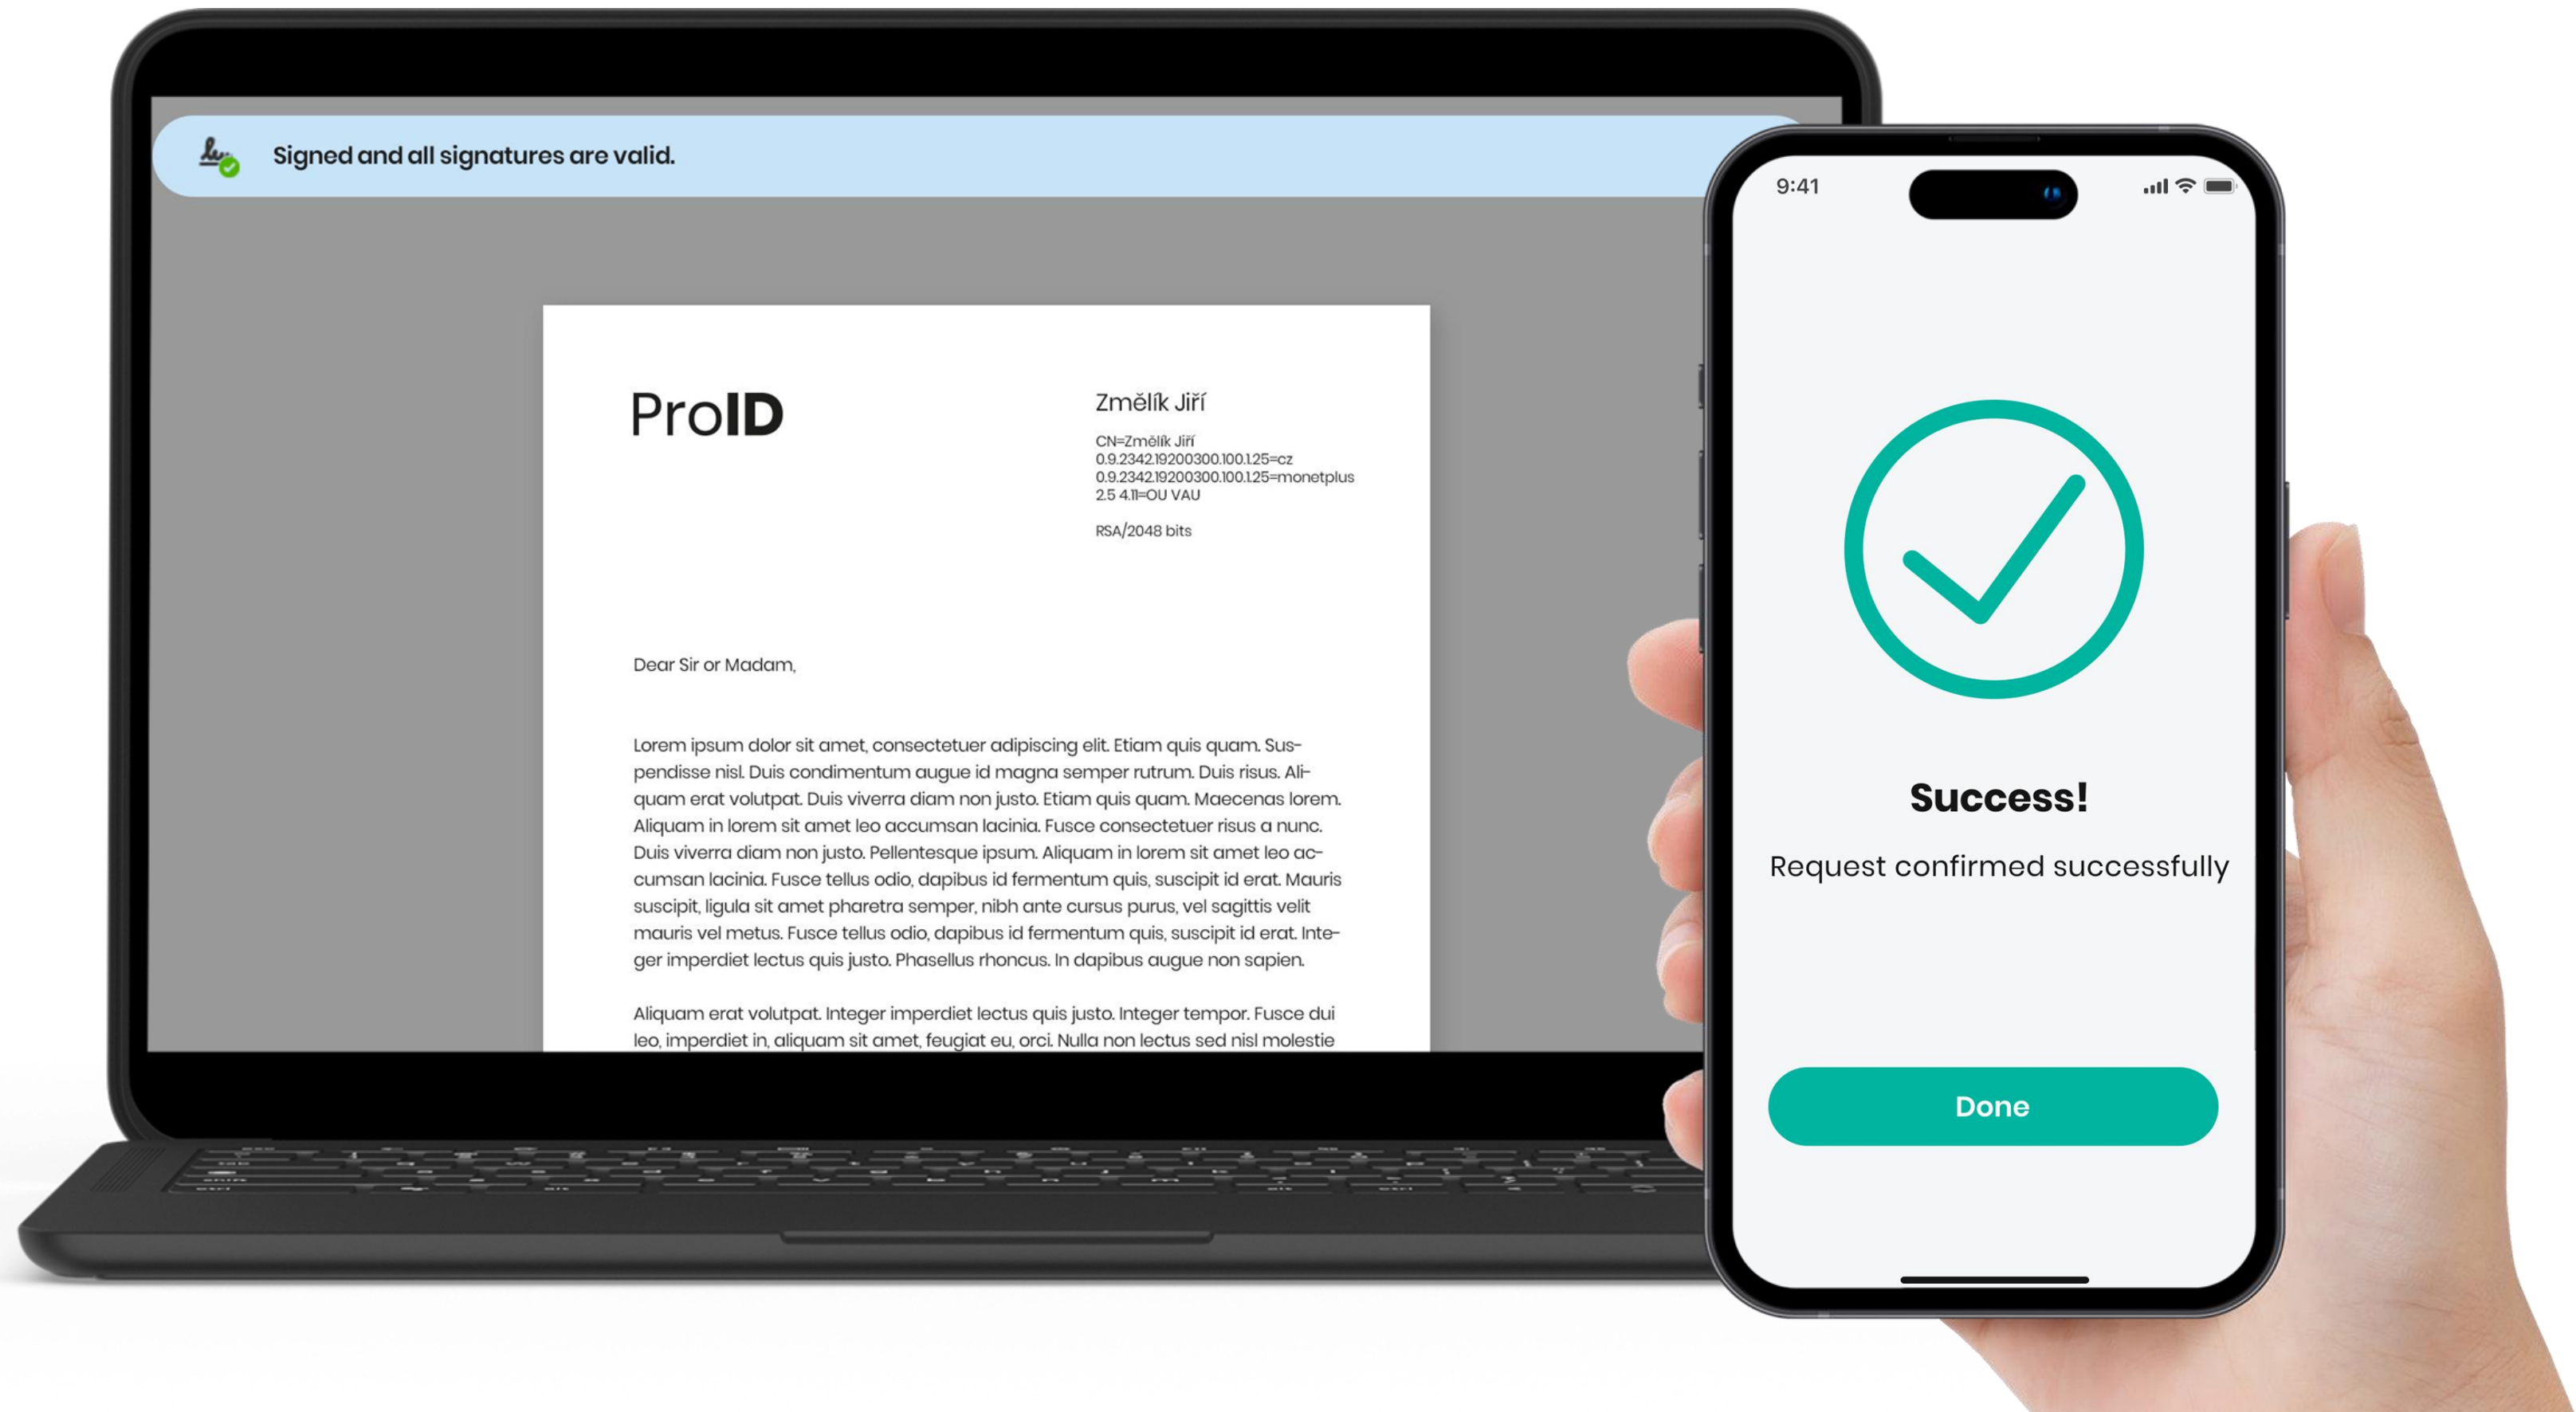 Signed and all signatures are valid.
ProID
Změlík Jiří
CN=Změlík Jiří
0.9.2342.19200300.100.1.25=cz
0.9.2342.19200300.100.1.25=monetplus
2.5 4.11=OU VAU
RSA/2048 bits
Dear Sir or Madam,
Lorem ipsum dolor sit amet, consectetuer adipiscing elit. Etiam quis quam. Sus-
pendisse nisl. Duis condimentum augue id magna semper rutrum. Duis risus. Ali-
quam erat volutpat. Duis viverra diam non justo. Etiam quis quam. Maecenas lorem.
Aliquam in lorem sit amet leo accumsan lacinia. Fusce consectetuer risus a nunc.
Duis viverra diam non justo. Pellentesque ipsum. Aliquam in lorem sit amet leo ac-
cumsan lacinia. Fusce tellus odio, dapibus id fermentum quis, suscipit id erat. Mauris
suscipit, ligula sit amet pharetra semper, nibh ante cursus purus, vel sagittis velit
mauris vel metus. Fusce tellus odio, dapibus id fermentum quis, suscipit id erat. Inte-
ger imperdiet lectus quis justo. Phasellus rhoncus. In dapibus augue non sapien.
Aliquam erat volutpat. Integer imperdiet lectus quis justo. Integer tempor. Fusce dui
leo, imperdiet in, aliquam sit amet, feugiat eu, orci. Nulla non lectus sed nisl molestie
9:41
Success!
Request confirmed successfully
Done